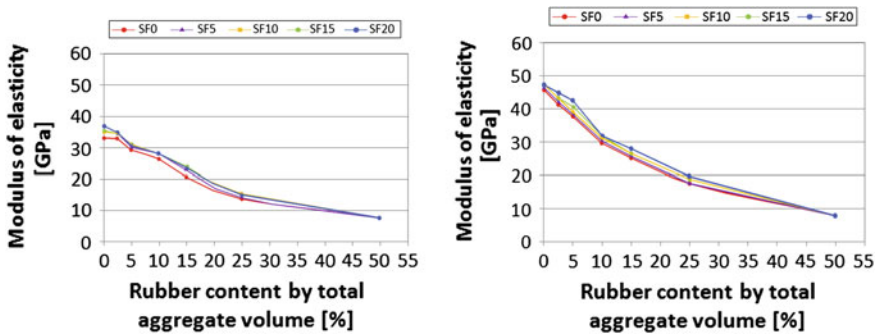 SF0 SF5 SF10 SF15 SF20
60
50
40
30
20
10
0
Modulus of elasticity
[GPa]
0 5 10 15 20 25 30 35 40 45 50 55
Rubber content by total
aggregate volume [%]
SF0 SF5 SF10 SF15 SF20
60
50
40
30
20
10
0
Modulus of elasticity
[GPa]
0 5 10 15 20 25 30 35 40 45 50 55
Rubber content by total
aggregate volume [%]